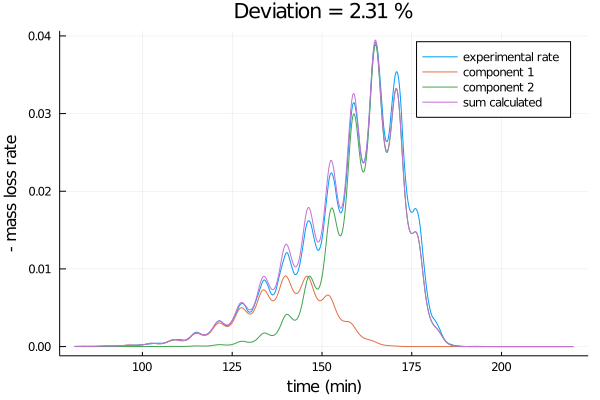 Deviation = 2.31 %
0.04
0.03
0.02
0.01
0.00
- mass loss rate
experimental rate
component 1
component 2
sum calculated
100
125
150
175
200
time (min)